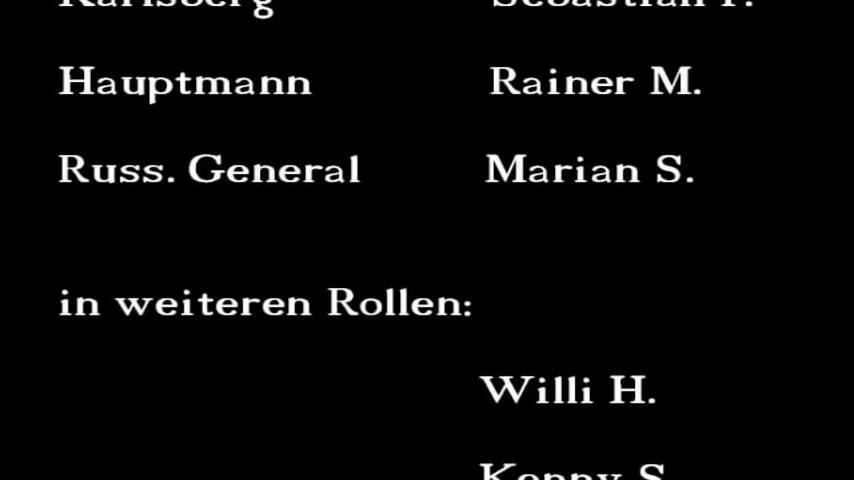 Karlsberg Sebastian P.
Hauptmann Rainer M.
Russ. General Marian S.
in weiteren Rollen:
Willi H.
Kenny S.